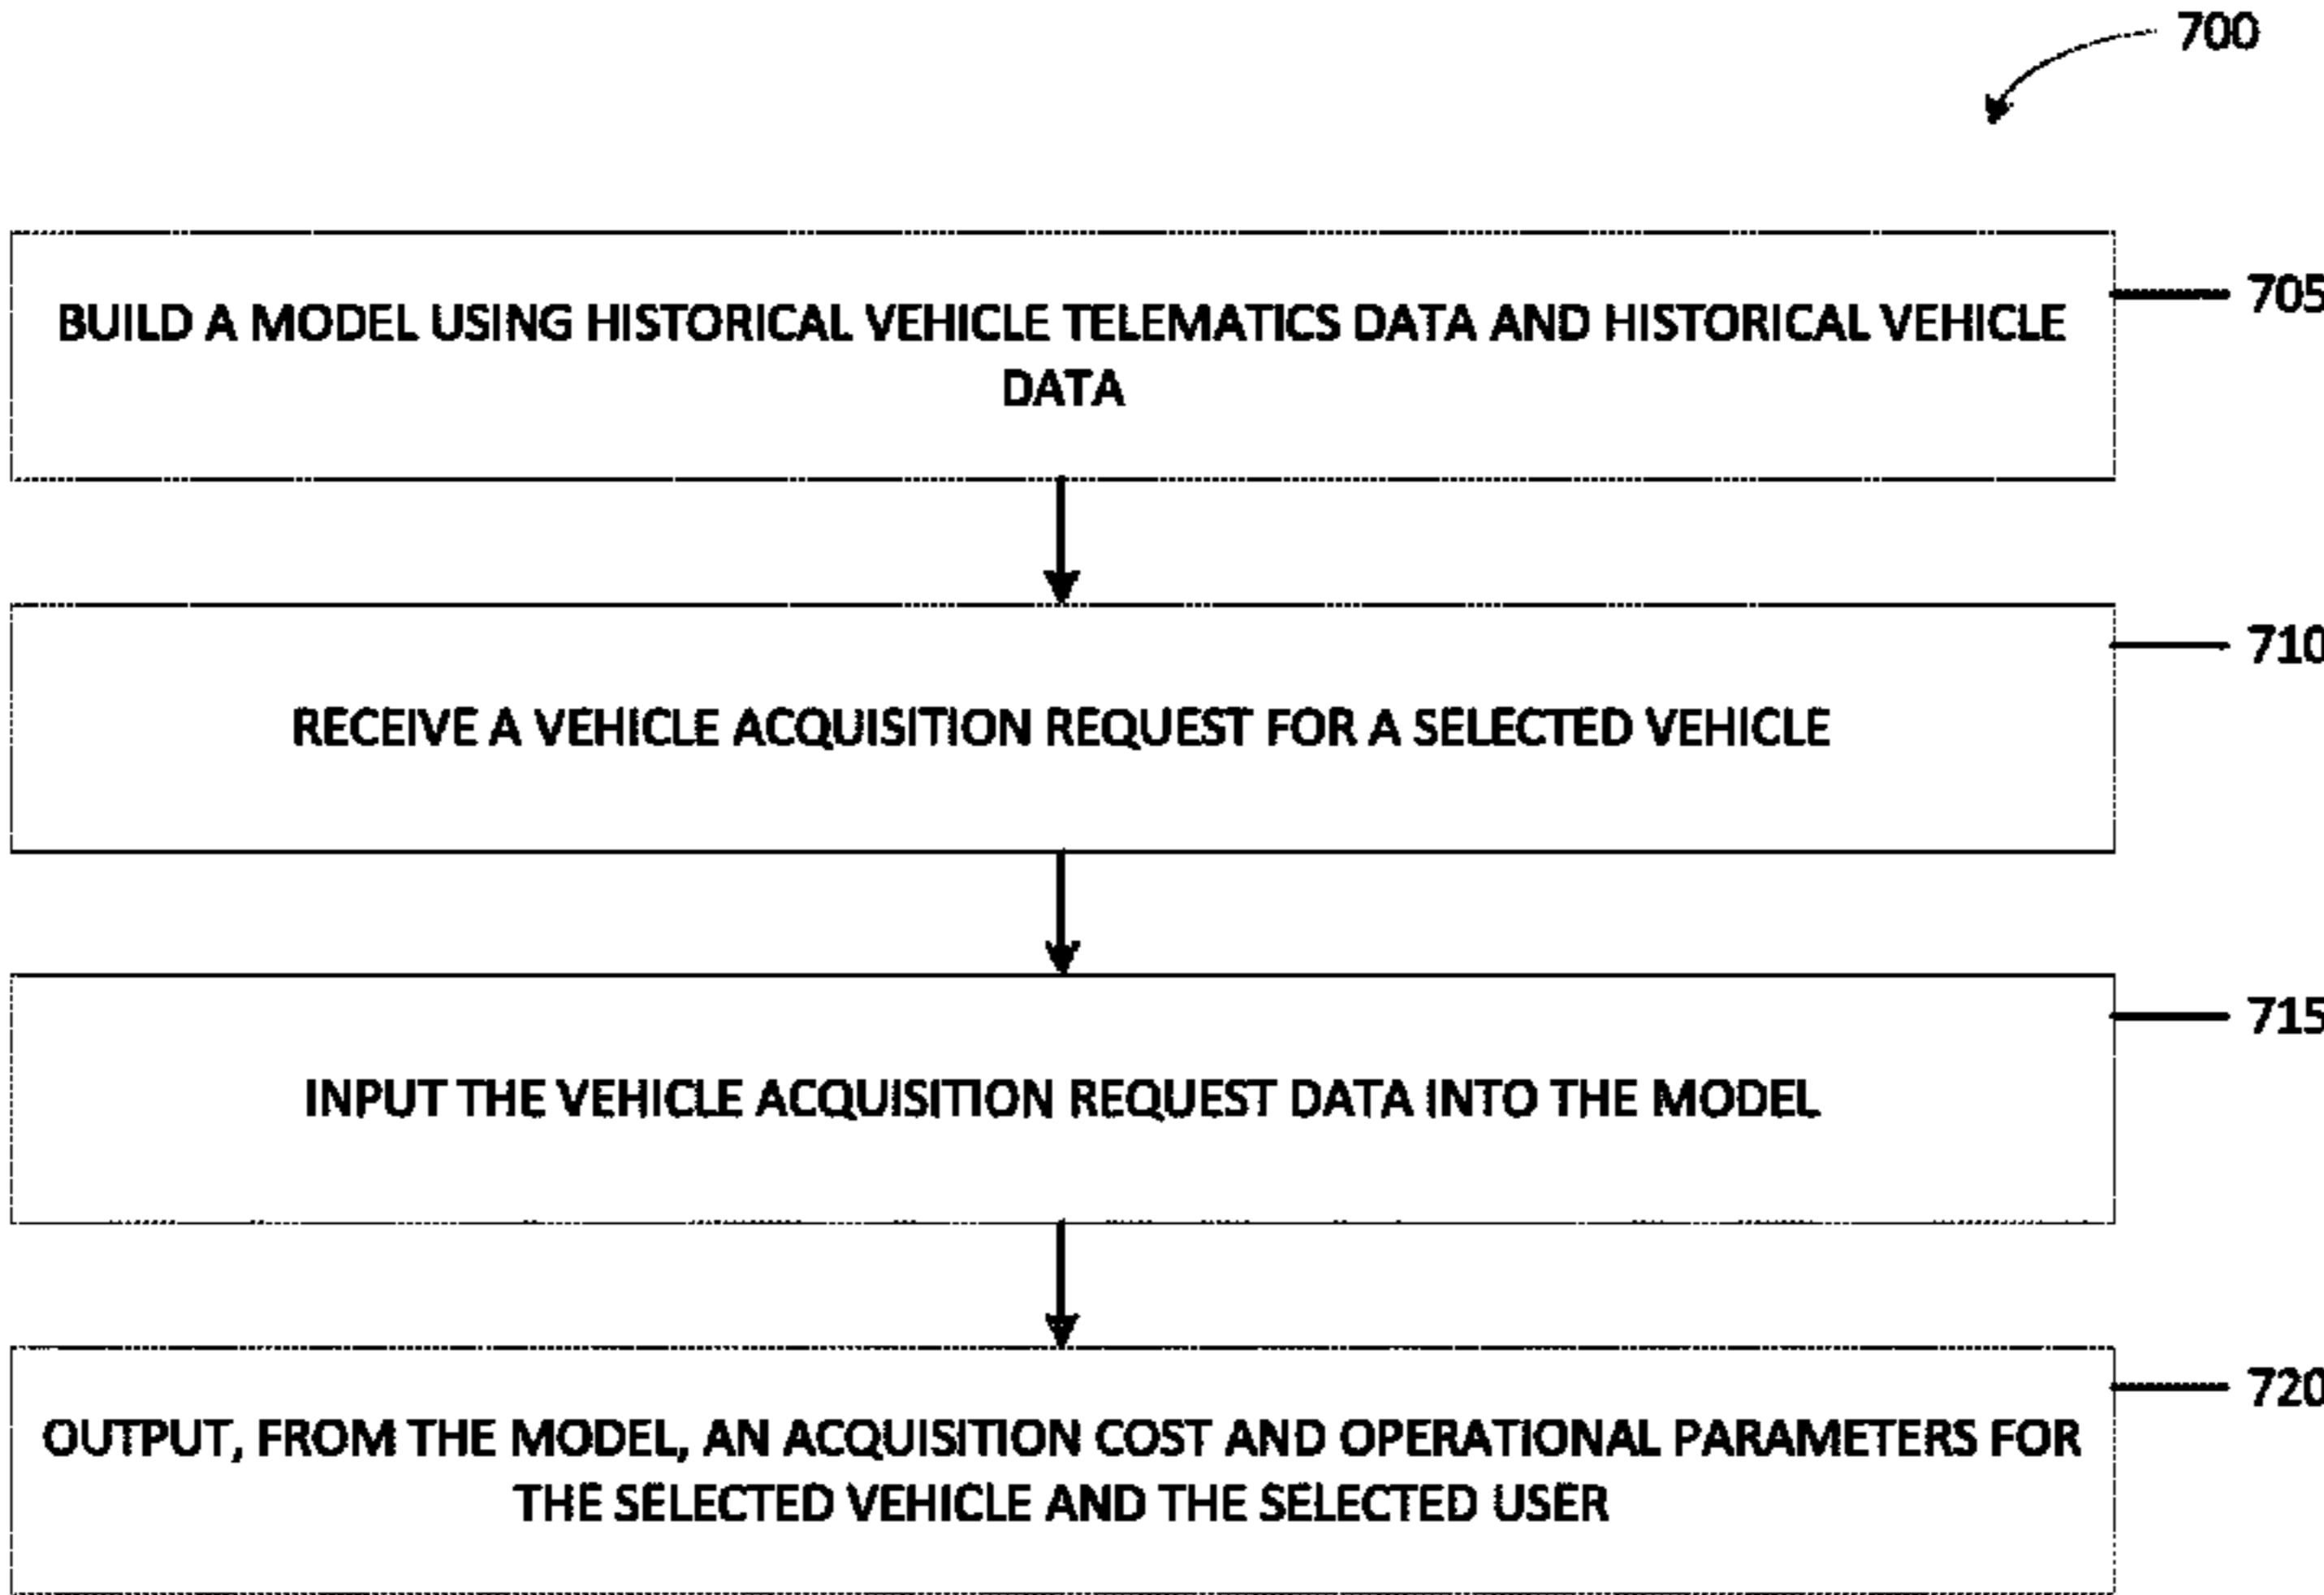 700
BUILD A MODEL USING HISTORICAL VEHICLE TELEMATICS DATA AND HISTORICAL VEHICLE
DATA
705
RECEIVE A VEHICLE ACQUISITION REQUEST FOR A SELECTED VEHICLE
710
INPUT THE VEHICLE ACQUISITION REQUEST DATA INTO THE MODEL
715
OUTPUT, FROM THE MODEL, AN ACQUISITION COST AND OPERATIONAL PARAMETERS FOR
THE SELECTED VEHICLE AND THE SELECTED USER
720